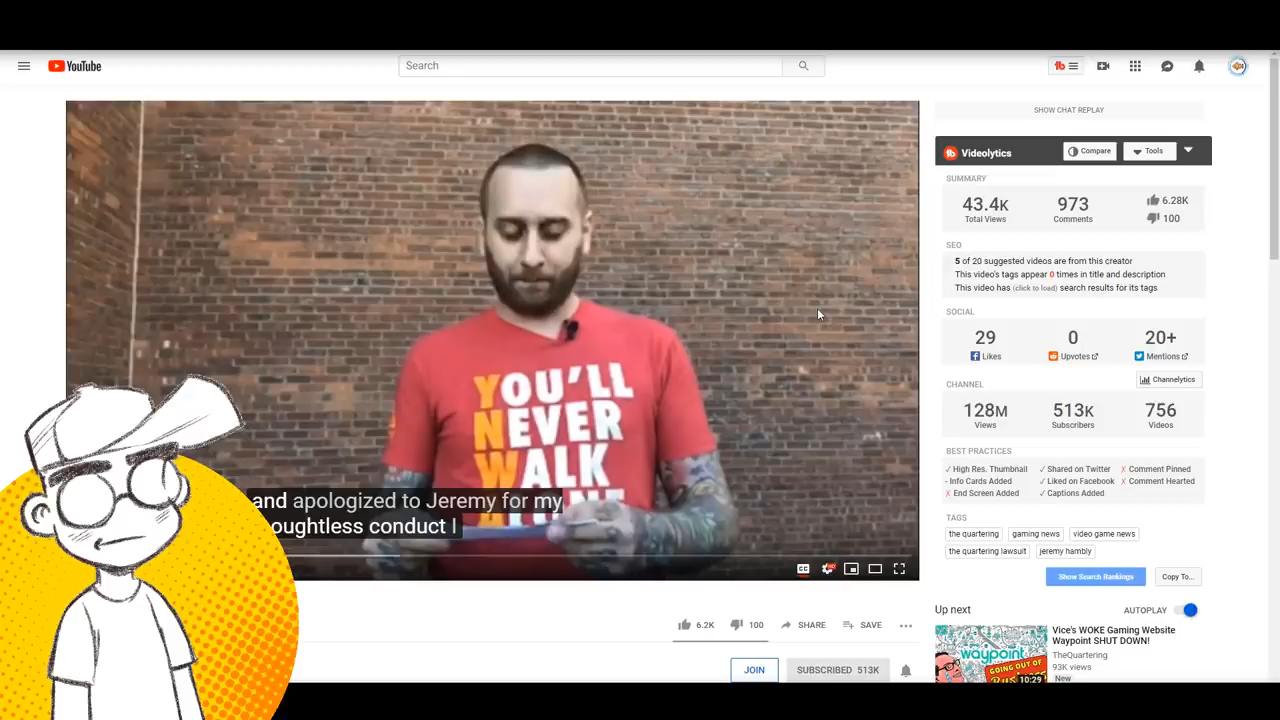 YouTube
Search
SHOW CHAT REPLAY
YOU'LL
NEVER
WALK
and apologized to Jeremy for my
oughtless conduct I
CC
6.2K
100
SHARE
SAVE
JOIN
SUBSCRIBED 513K
tb Videolytics
Compare
Tools
SUMMARY
43.4K
Total Views
973
Comments
6.28K
100
SEO
5 of 20 suggested videos are from this creator
This video's tags appear 0 times in title and description
This video has (click to load) search results for its tags
SOCIAL
29
Likes
0
Upvotes
20+
Mentions
CHANNEL
Channelytics
128M
Views
513K
Subscribers
756
Videos
BEST PRACTICES
✓ High Res. Thumbnail
✓ Shared on Twitter
✗ Comment Pinned
- Info Cards Added
✓ Liked on Facebook
✗ Comment Hearted
✗ End Screen Added
✓ Captions Added
TAGS
the quartering
gaming news
video game news
the quartering lawsuit
jeremy hambly
Show Search Rankings
Copy To...
Up next
AUTOPLAY
waypoint
GOING OUT OF
10:29
Vice's WOKE Gaming Website
Waypoint SHUT DOWN!
TheQuartering
93K views
New